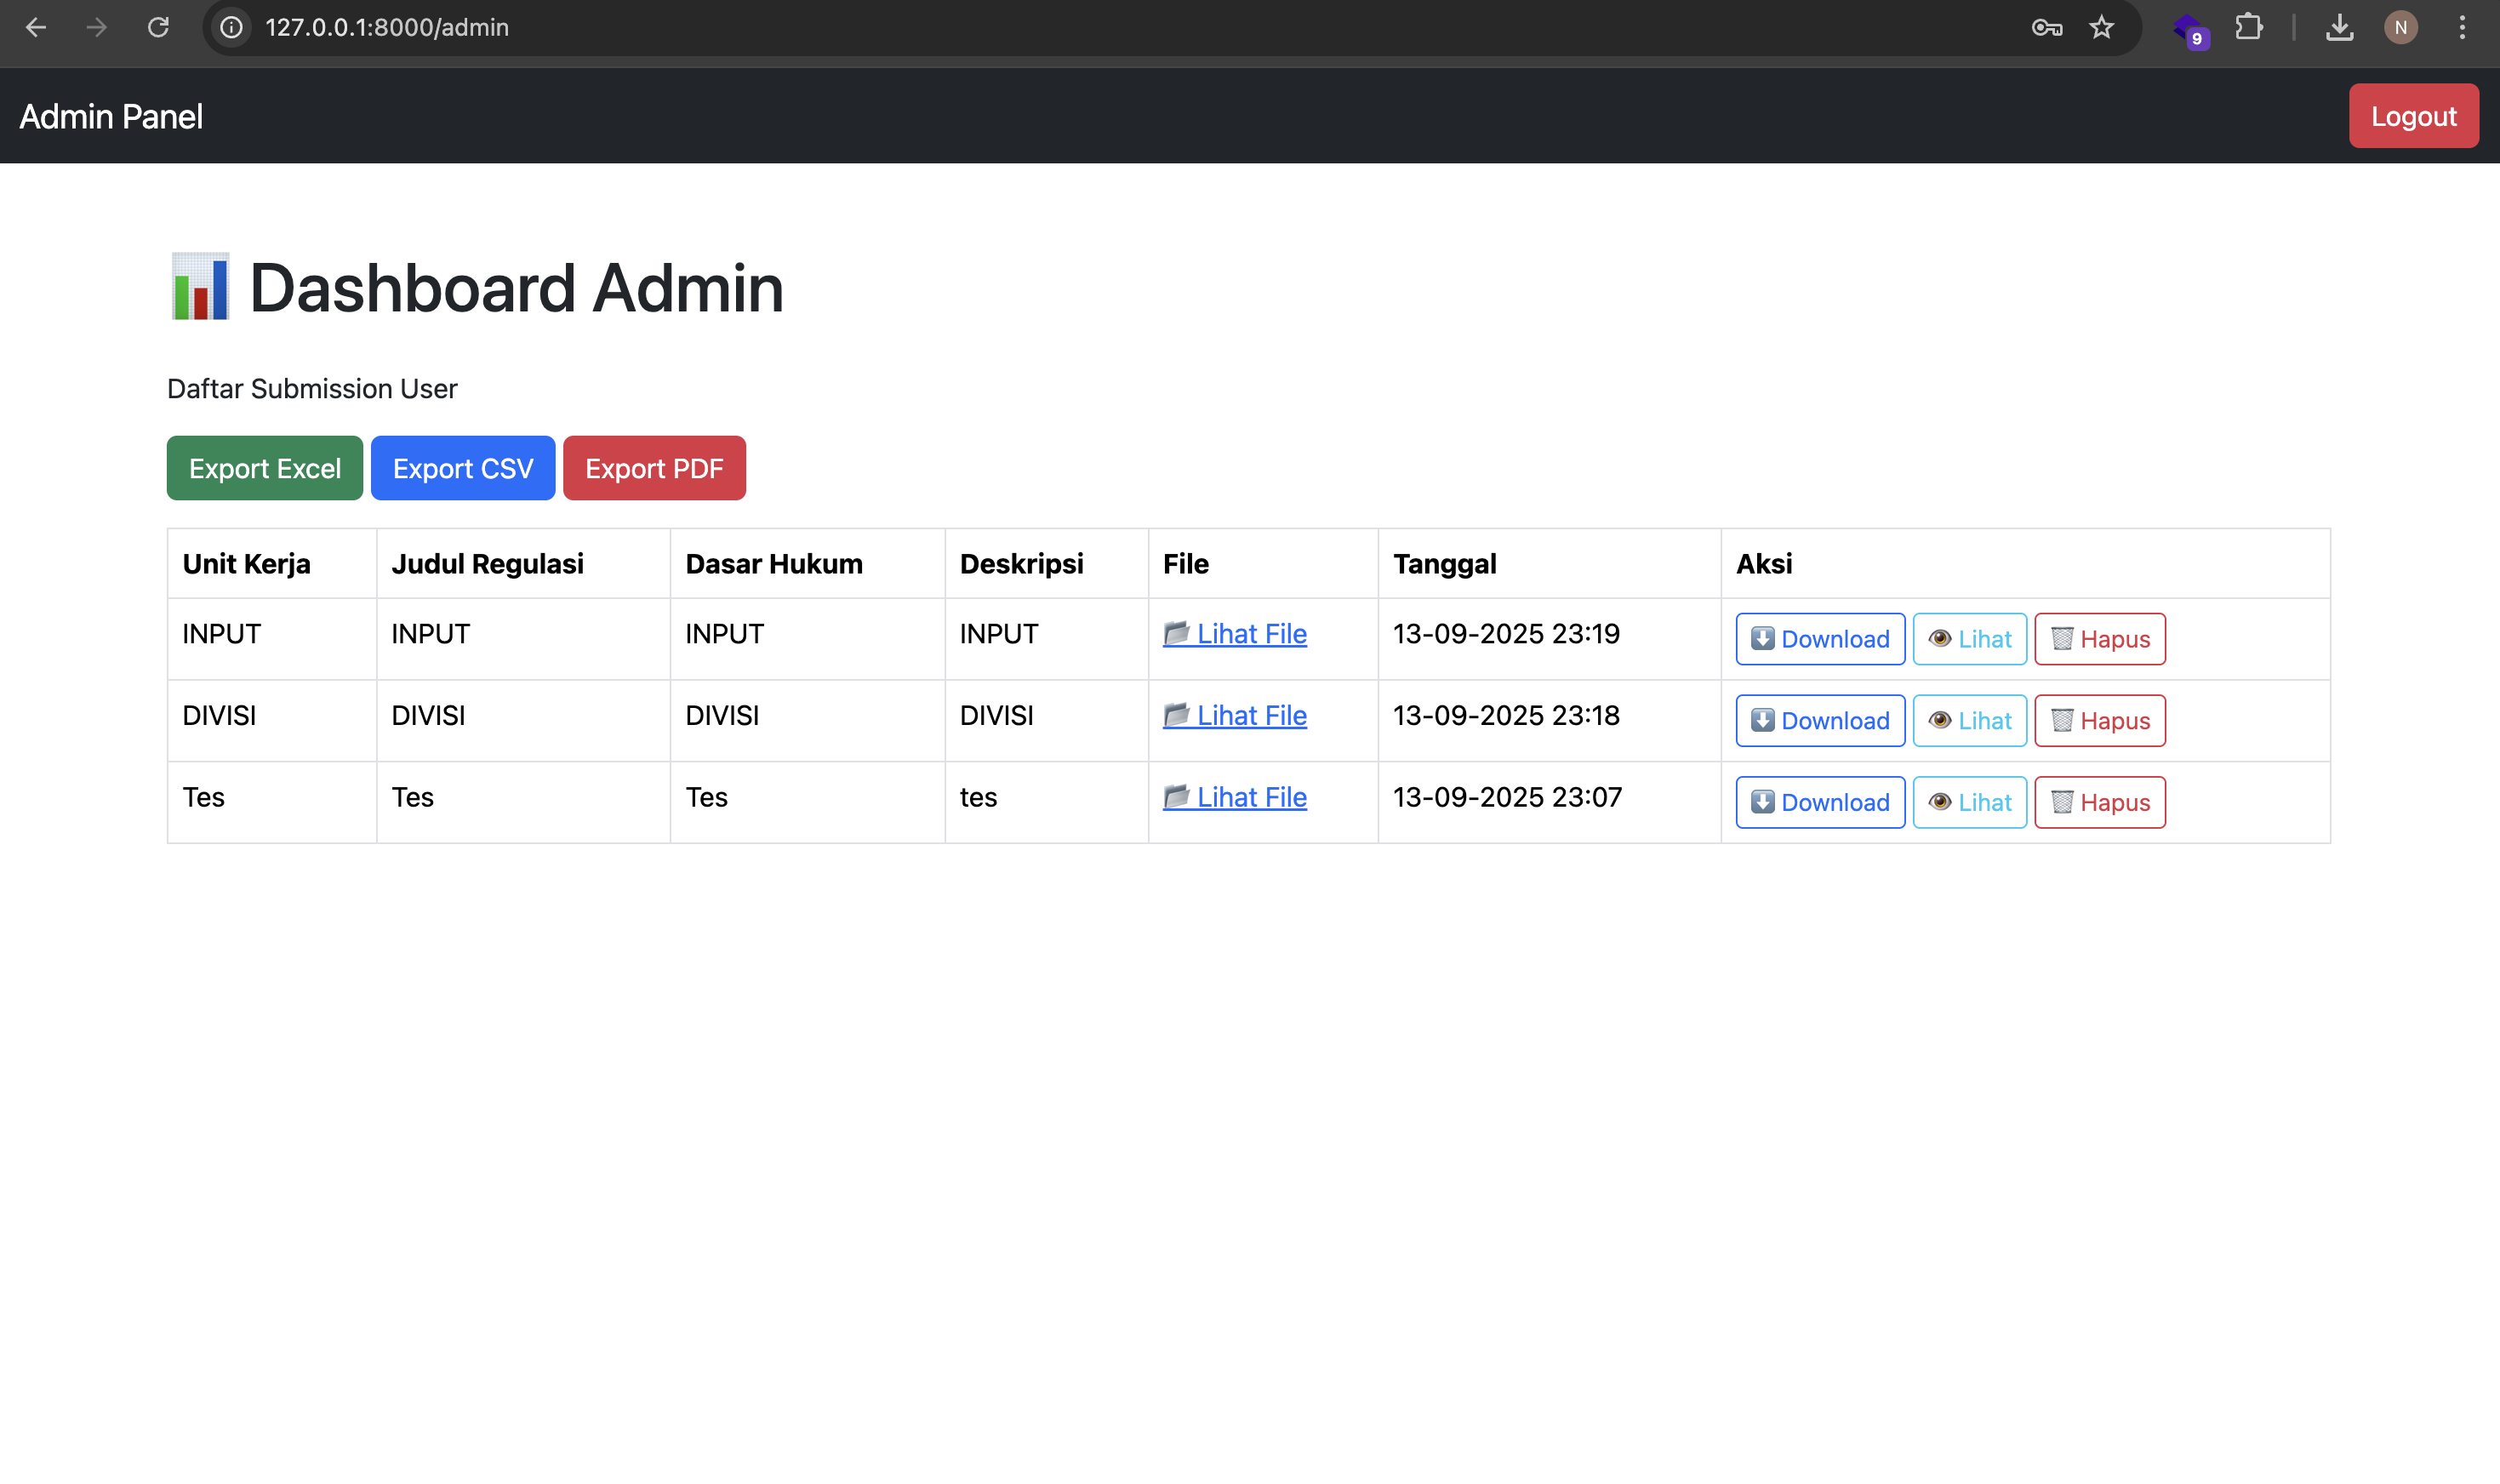 127.0.0.1:8000/admin
9
N
Admin Panel
Logout
Dashboard Admin
Daftar Submission User
Export Excel Export CSV Export PDF
Unit Kerja Judul Regulasi Dasar Hukum Deskripsi File Tanggal Aksi
INPUT INPUT INPUT INPUT Lihat File 13-09-2025 23:19 Download Lihat Hapus
DIVISI DIVISI DIVISI DIVISI Lihat File 13-09-2025 23:18 Download Lihat Hapus
Tes Tes Tes tes Lihat File 13-09-2025 23:07 Download Lihat Hapus